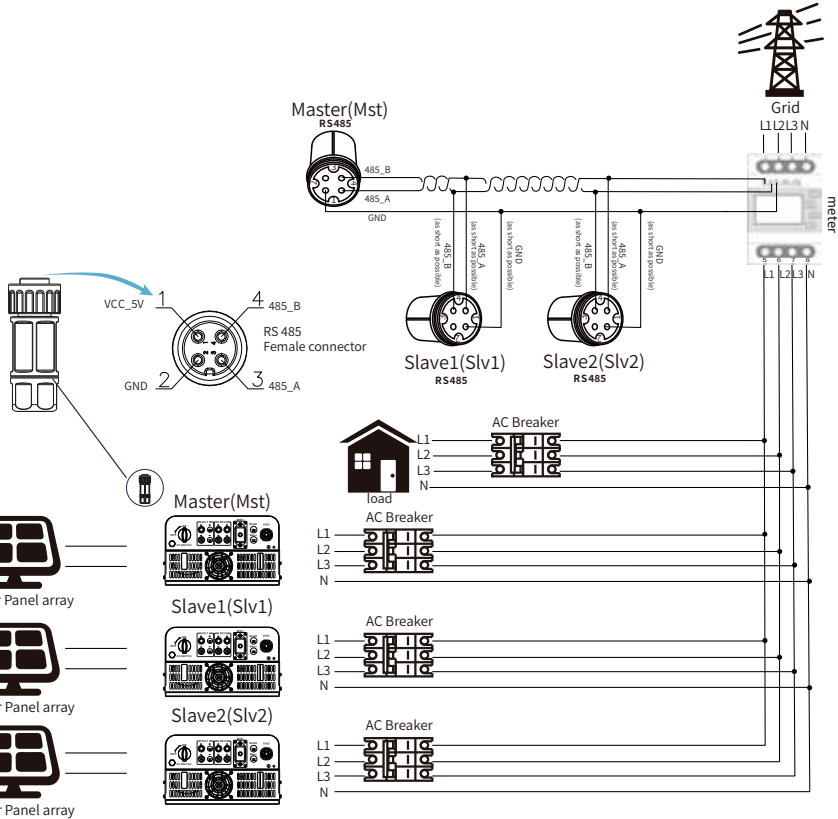 Grid
L1 L2 L3 N
meter
5 6 7 8
L1 L2 L3 N
Master(Mst)
RS485
485_B
485_A
GND
485_B
(as short as possible)
485_A
(as short as possible)
GND
(as short as possible)
485_B
(as short as possible)
485_A
(as short as possible)
GND
(as short as possible)
Slave1(Slv1)
RS485
Slave2(Slv2)
RS485
VCC_5V 1
4 485_B
RS 485
Female connector
GND 2
3 485_A
AC Breaker
L1
L2
L3
N
load
Master(Mst)
AC Breaker
L1
L2
L3
N
Panel array
Slave1(Slv1)
AC Breaker
L1
L2
L3
N
Panel array
Slave2(Slv2)
AC Breaker
L1
L2
L3
N
Panel array